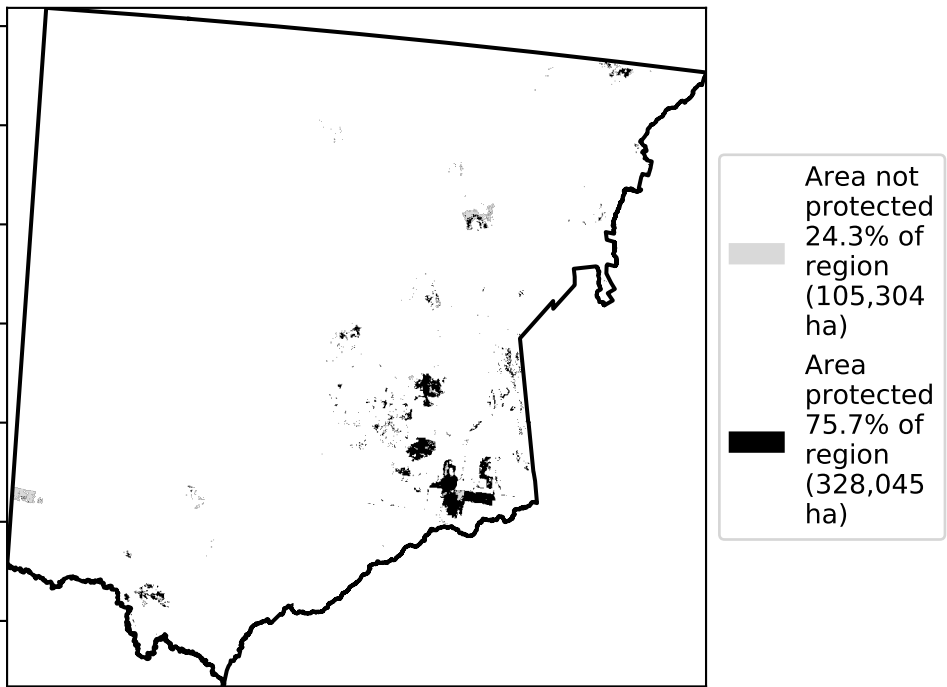 Area not
protected
24.3% of
region
(105,304
ha)
Area
protected
75.7% of
region
(328,045
ha)